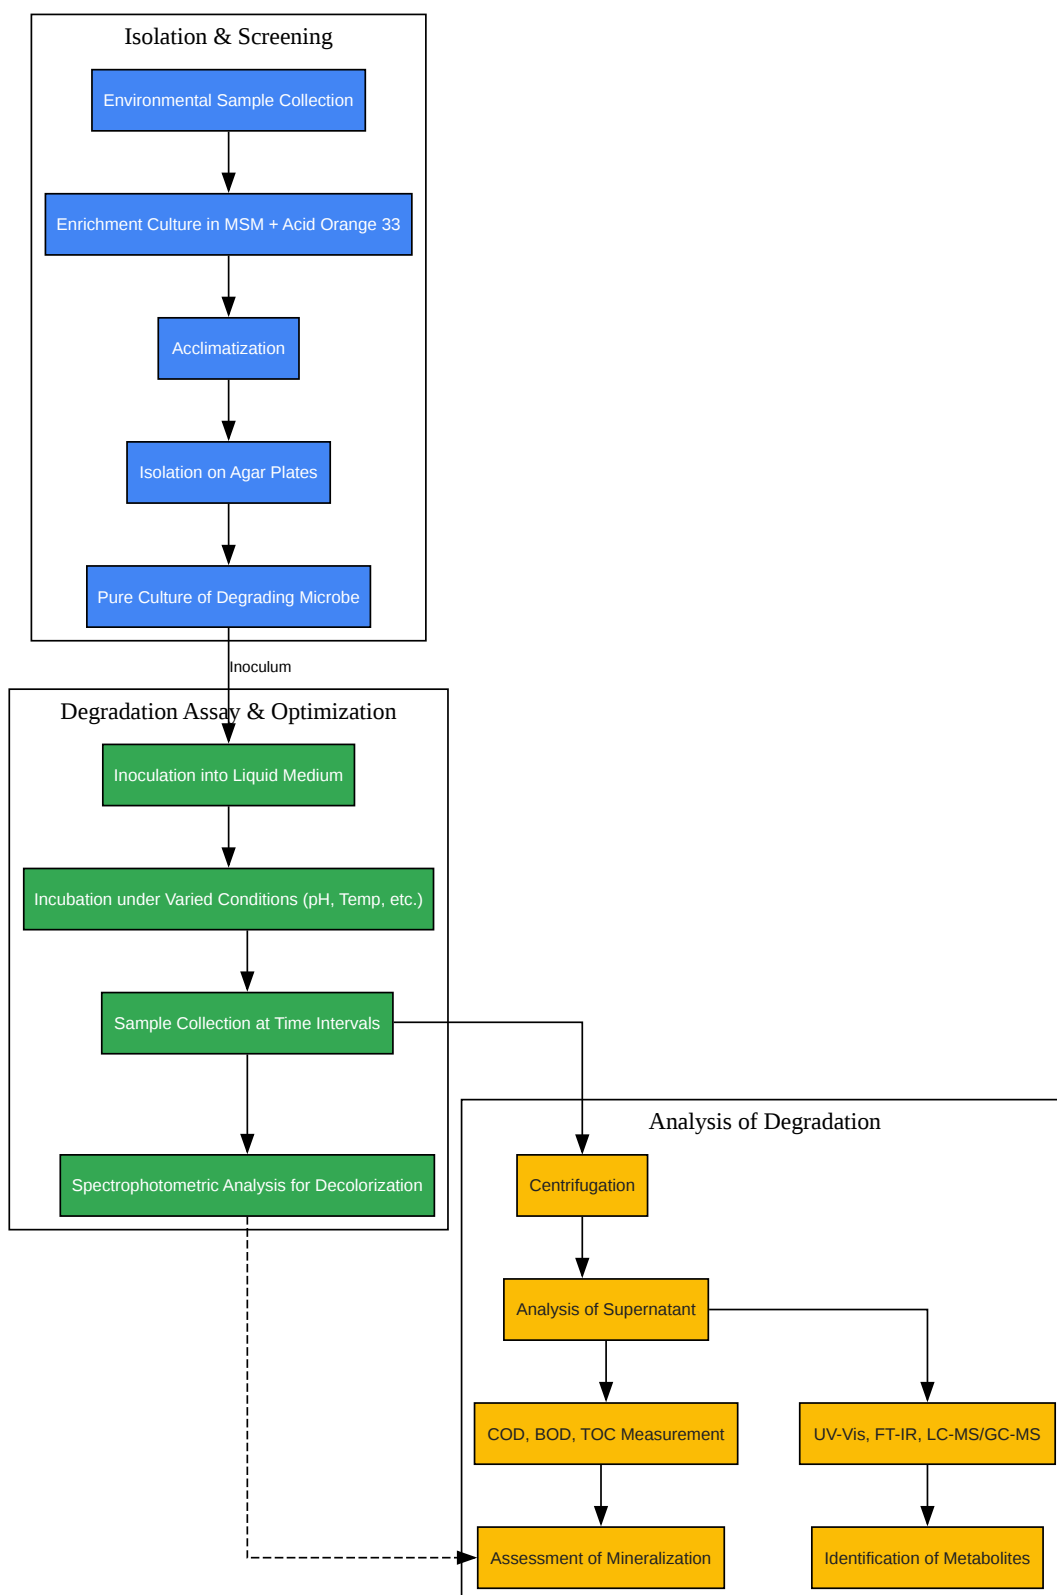 Isolation & Screening
Environmental Sample Collection
Enrichment Culture in MSM + Acid Orange 33
Acclimatization
Isolation on Agar Plates
Pure Culture of Degrading Microbe
Inoculum
Degradation Assay & Optimization
Inoculation into Liquid Medium
Incubation under Varied Conditions (pH, Temp, etc.)
Sample Collection at Time Intervals
Spectrophotometric Analysis for Decolorization
Analysis of Degradation
Centrifugation
Analysis of Supernatant
COD, BOD, TOC Measurement
UV-Vis, FT-IR, LC-MS/GC-MS
Assessment of Mineralization
Identification of Metabolites